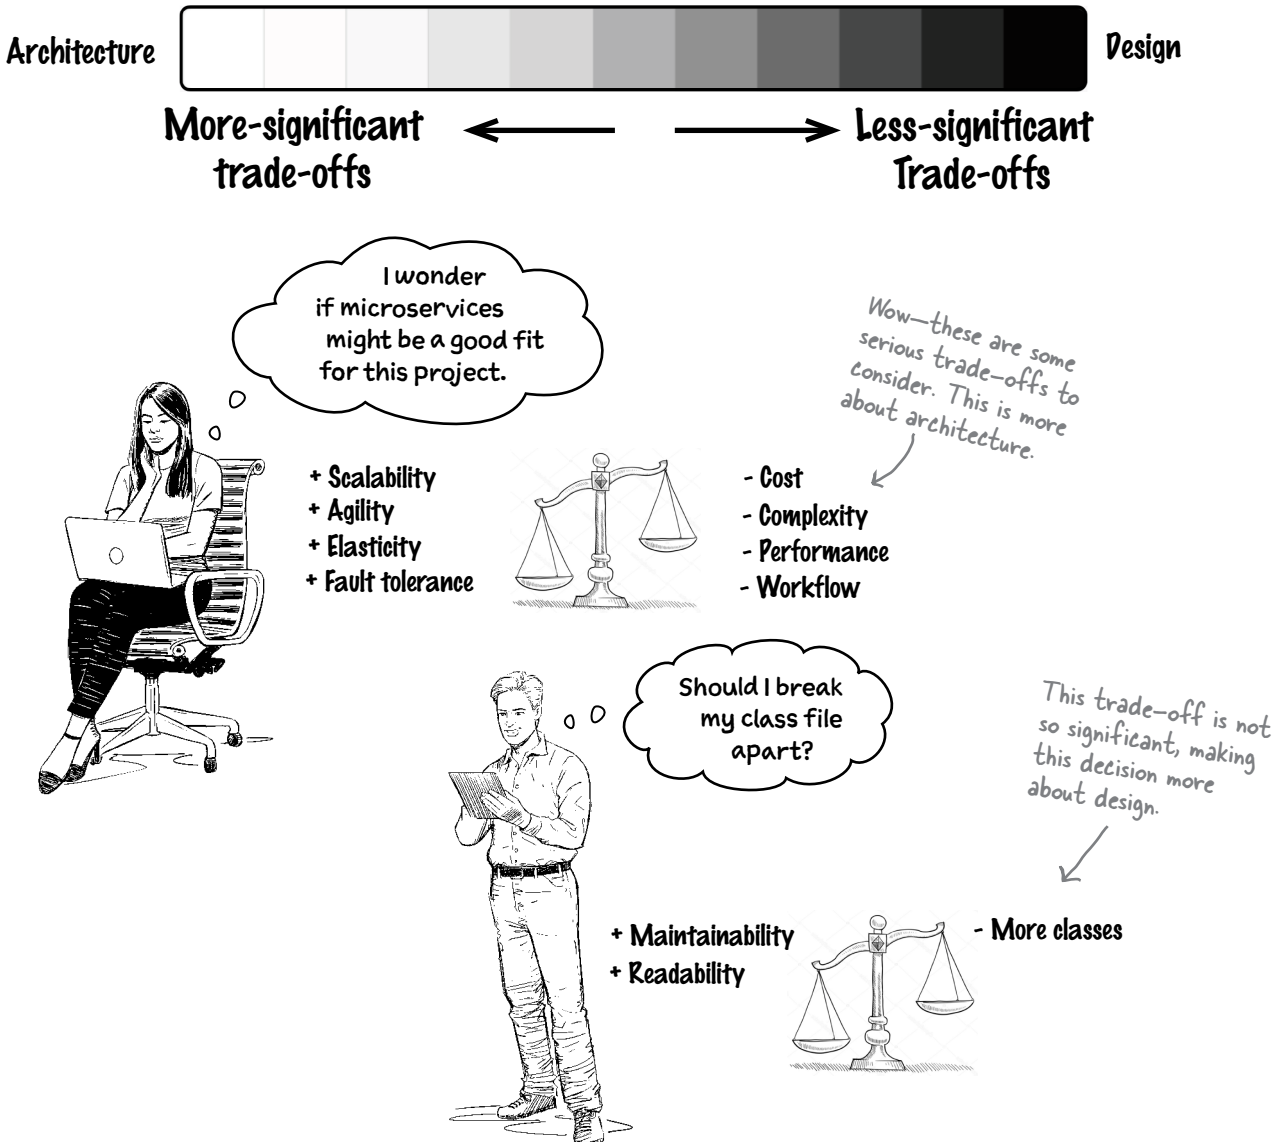 Architecture
Design
More-significant
trade-offs
Less-significant
Trade-offs
I wonder
if microservices
might be a good fit
for this project.
Wow—these are some
serious trade-offs to
consider. This is more
about architecture.
+ Scalability
+ Agility
+ Elasticity
+ Fault tolerance
- Cost
- Complexity
- Performance
- Workflow
Should I break
my class file
apart?
This trade-off is not
so significant, making
this decision more
about design.
+ Maintainability
+ Readability
- More classes